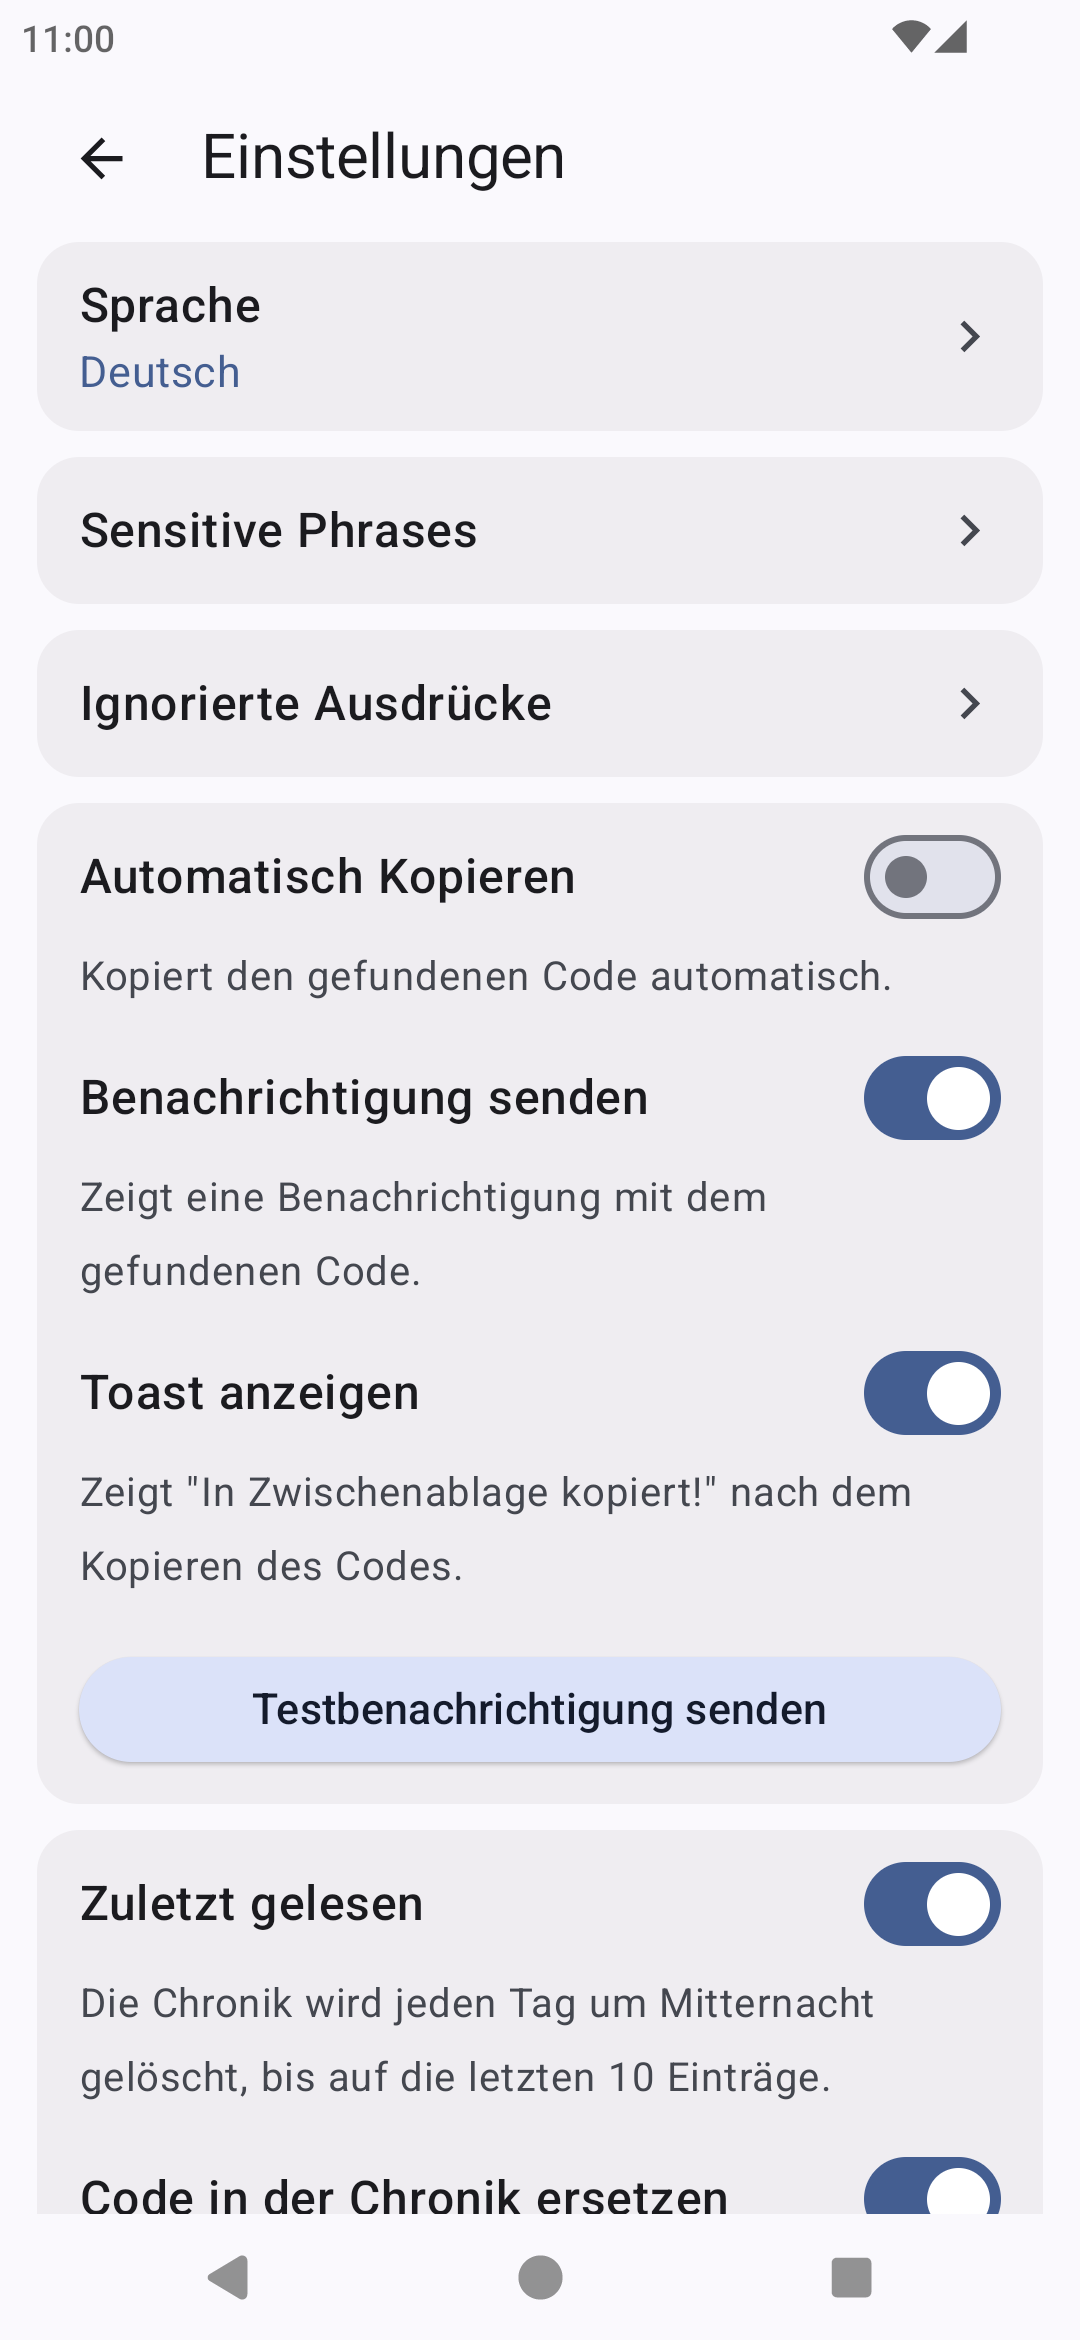 11:00
Einstellungen
Sprache
Deutsch
Sensitive Phrases
Ignorierte Ausdrücke
Automatisch Kopieren
Kopiert den gefundenen Code automatisch.
Benachrichtigung senden
Zeigt eine Benachrichtigung mit dem
gefundenen Code.
Toast anzeigen
Zeigt "In Zwischenablage kopiert!" nach dem
Kopieren des Codes.
Testbenachrichtigung senden
Zuletzt gelesen
Die Chronik wird jeden Tag um Mitternacht
gelöscht, bis auf die letzten 10 Einträge.
Code in der Chronik ersetzen